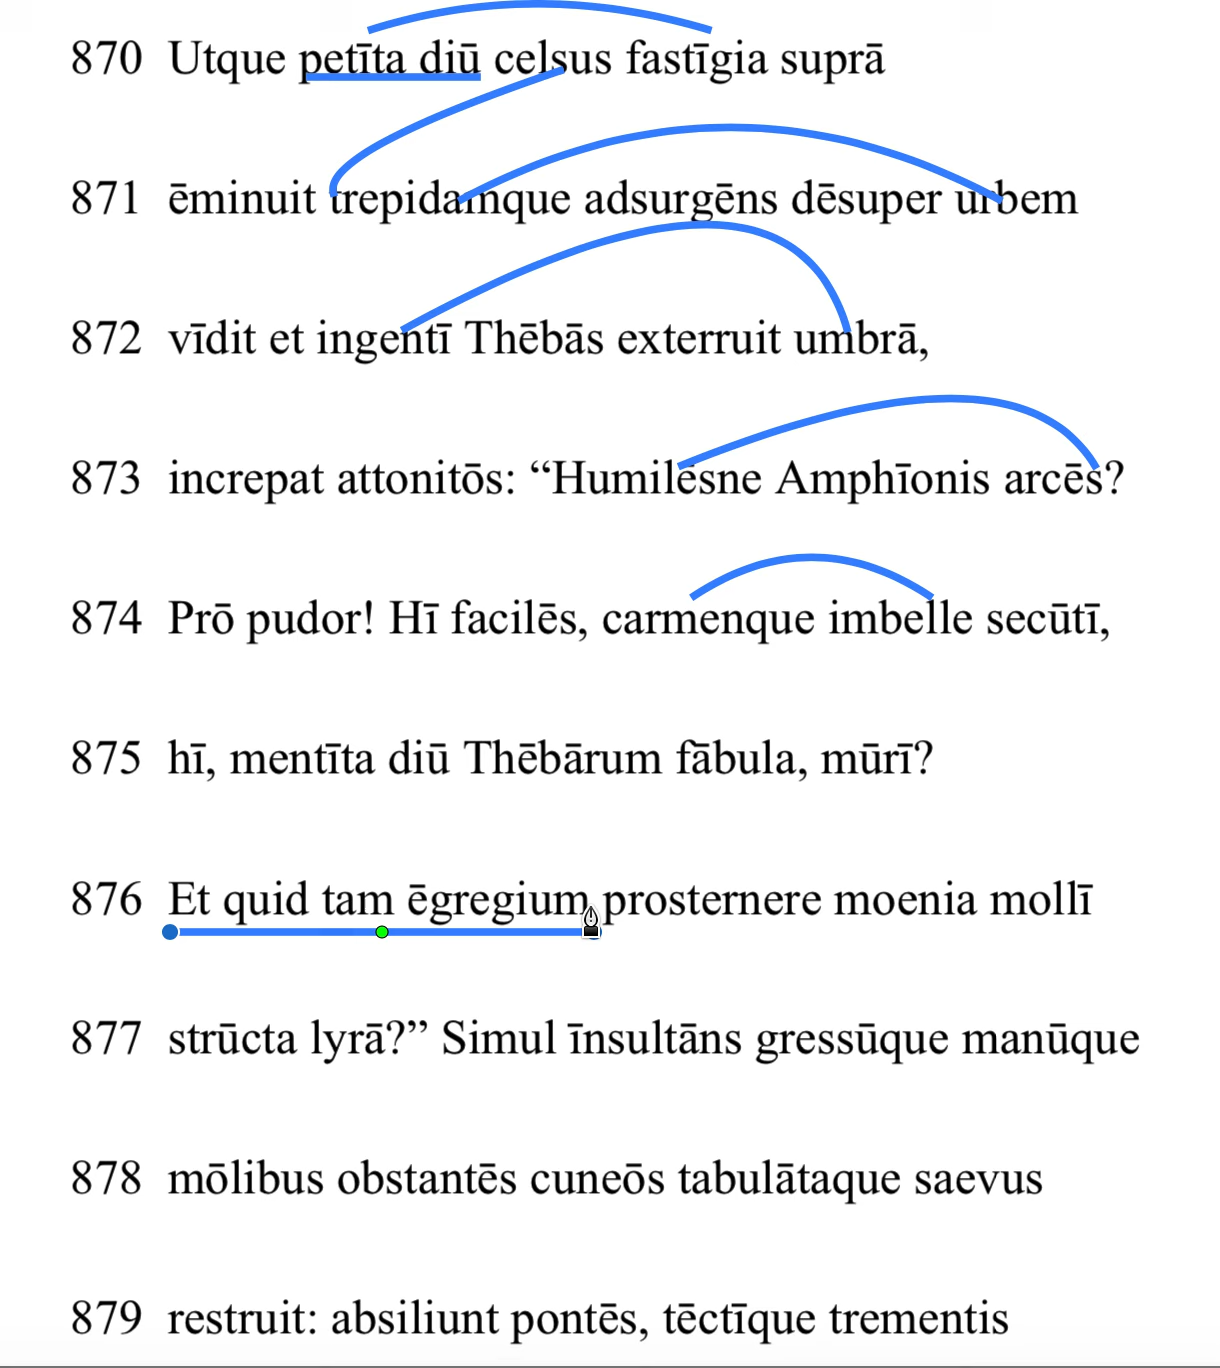 870 Utque petīta diū celsus fastīgia suprā
871 ēminuit trepidamque adsurgēns dēsuper urbem
872 vīdit et ingentī Thēbās exterruit umbrā,
873 increpat attonitōs: “Humilēsne Amphīonis arcēs?
874 Prō pudor! Hī facilēs, carmenque imbelle secūtī,
875 hī, mentīta diū Thēbārum fābula, mūrī?
876 Et quid tam ēgregium prosternere moenia mollī
877 strūcta lyrā?” Simul īnsultāns gressūque manūque
878 mōlibus obstantēs cuneōs tabulātaque saevus
879 restruit: absiliunt pontēs, tēctīque trementis